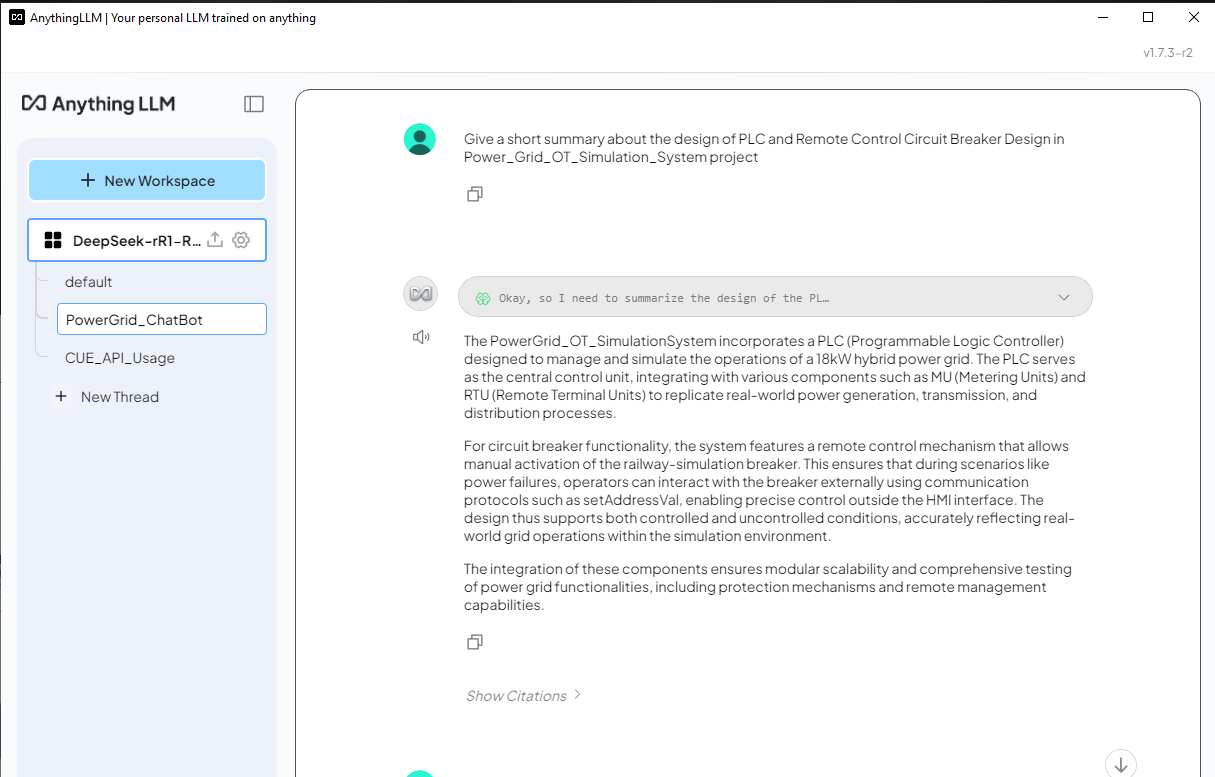 AnythingLLM | Your personal LLM trained on anything
v1.7.3-r2
Anything LLM
New Workspace
DeepSeek-rR1-R...
default
PowerGrid_ChatBot
CUE_API_Usage
New Thread
Give a short summary about the design of PLC and Remote Control Circuit Breaker Design in
Power_Grid_OT_Simulation_System project
Okay, so I need to summarize the design of the PL…
The PowerGrid_OT_SimulationSystem incorporates a PLC (Programmable Logic Controller)
designed to manage and simulate the operations of a 18kW hybrid power grid. The PLC serves
as the central control unit, integrating with various components such as MU (Metering Units) and
RTU (Remote Terminal Units) to replicate real-world power generation, transmission, and
distribution processes.
For circuit breaker functionality, the system features a remote control mechanism that allows
manual activation of the railway-simulation breaker. This ensures that during scenarios like
power failures, operators can interact with the breaker externally using communication
protocols such as setAddressVal, enabling precise control outside the HMI interface. The
design thus supports both controlled and uncontrolled conditions, accurately reflecting real-
world grid operations within the simulation environment.
The integration of these components ensures modular scalability and comprehensive testing
of power grid functionalities, including protection mechanisms and remote management
capabilities.
Show Citations